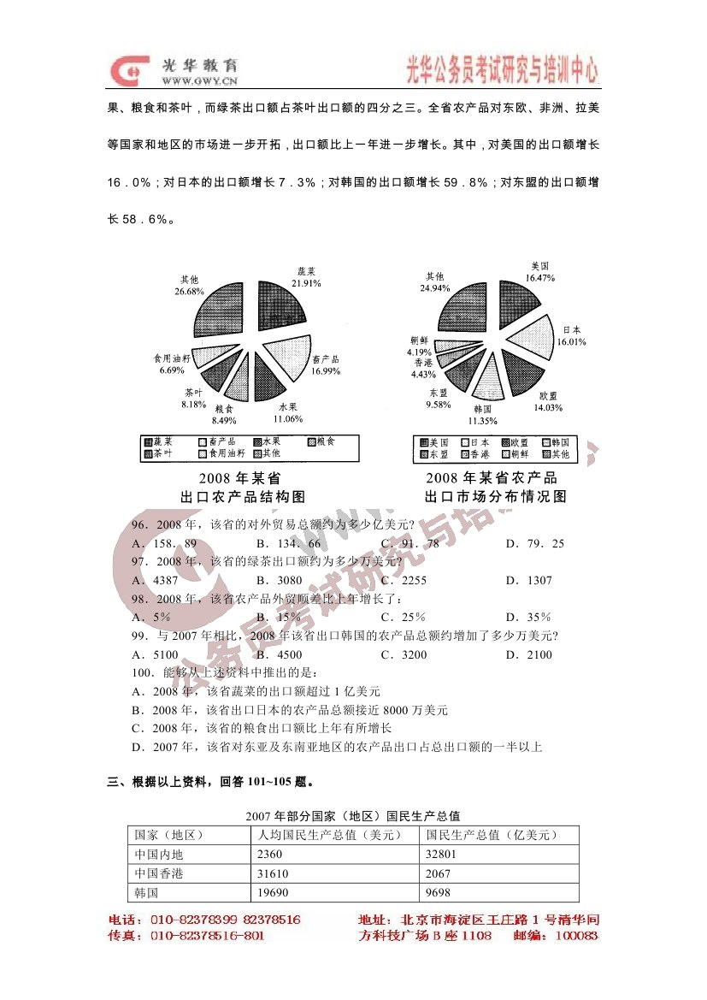 光华教育
WWW.GWY.CN
光华公务员考试研究与培训中心
果、粮食和茶叶，而绿茶出口额占茶叶出口额的四分之三。全省农产品对东欧、非洲、拉美
等国家和地区的市场进一步开拓，出口额比上一年进一步增长。其中，对美国的出口额增长
16．0%；对日本的出口额增长7．3%；对韩国的出口额增长59．8%；对东盟的出口额增
长58．6%。
其他
26.68%
蔬菜
21.91%
畜产品
16.99%
水果
11.06%
粮食
8.49%
茶叶
8.18%
食用油籽
6.69%
蔬菜 畜产品 水果 粮食
茶叶 食用油籽 其他
2008 年某省
出口农产品结构图
其他
24.94%
美国
16.47%
日本
16.01%
欧盟
14.03%
韩国
11.35%
东盟
9.58%
香港
4.43%
朝鲜
4.19%
美国 日本 欧盟 韩国
东盟 香港 朝鲜 其他
2008 年某省农产品
出口市场分布情况图
96．2008 年，该省的对外贸易总额约为多少亿美元?
A．158．89 B．134．66 C．91．78 D．79．25
97．2008 年，该省的绿茶出口额约为多少万美元?
A．4387 B．3080 C．2255 D．1307
98．2008 年，该省农产品外贸顺差比上年增长了：
A．5％ B．15％ C．25％ D．35％
99．与 2007 年相比，2008 年该省出口韩国的农产品总额约增加了多少万美元?
A．5100 B．4500 C．3200 D．2100
100．能够从上述资料中推出的是：
A．2008 年，该省蔬菜的出口额超过 1 亿美元
B．2008 年，该省出口日本的农产品总额接近 8000 万美元
C．2008 年，该省的粮食出口额比上年有所增长
D．2007 年，该省对东亚及东南亚地区的农产品出口占总出口额的一半以上
三、根据以上资料，回答 101~105 题。
2007 年部分国家（地区）国民生产总值
国家（地区） 人均国民生产总值（美元） 国民生产总值（亿美元）
中国内地 2360 32801
中国香港 31610 2067
韩国 19690 9698
电话：010-82378399 82378516 地址：北京市海淀区王庄路 1 号清华同
传真：010-82378516-801 方科技广场 B 座 1108 邮编：100083